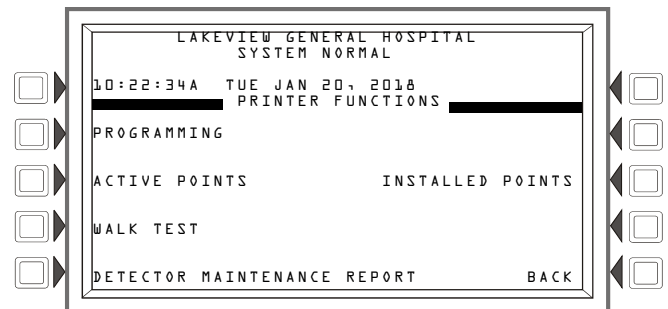 LAKEVIEW GENERAL HOSPITAL
SYSTEM NORMAL
10:22:34A TUE JAN 20, 2018
PRINTER FUNCTIONS
PROGRAMMING
ACTIVE POINTS INSTALLED POINTS
WALK TEST
DETECTOR MAINTENANCE REPORT BACK